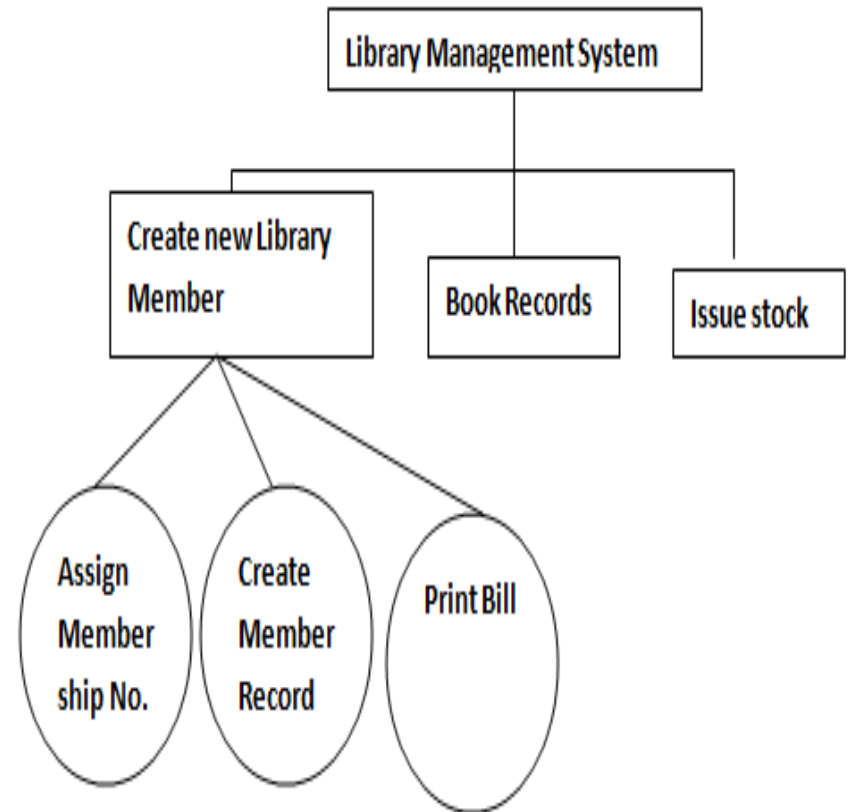 Library Management System
Create new Library
Member
Book Records
Issue stock
Assign
Member
ship No.
Create
Member
Record
Print Bill